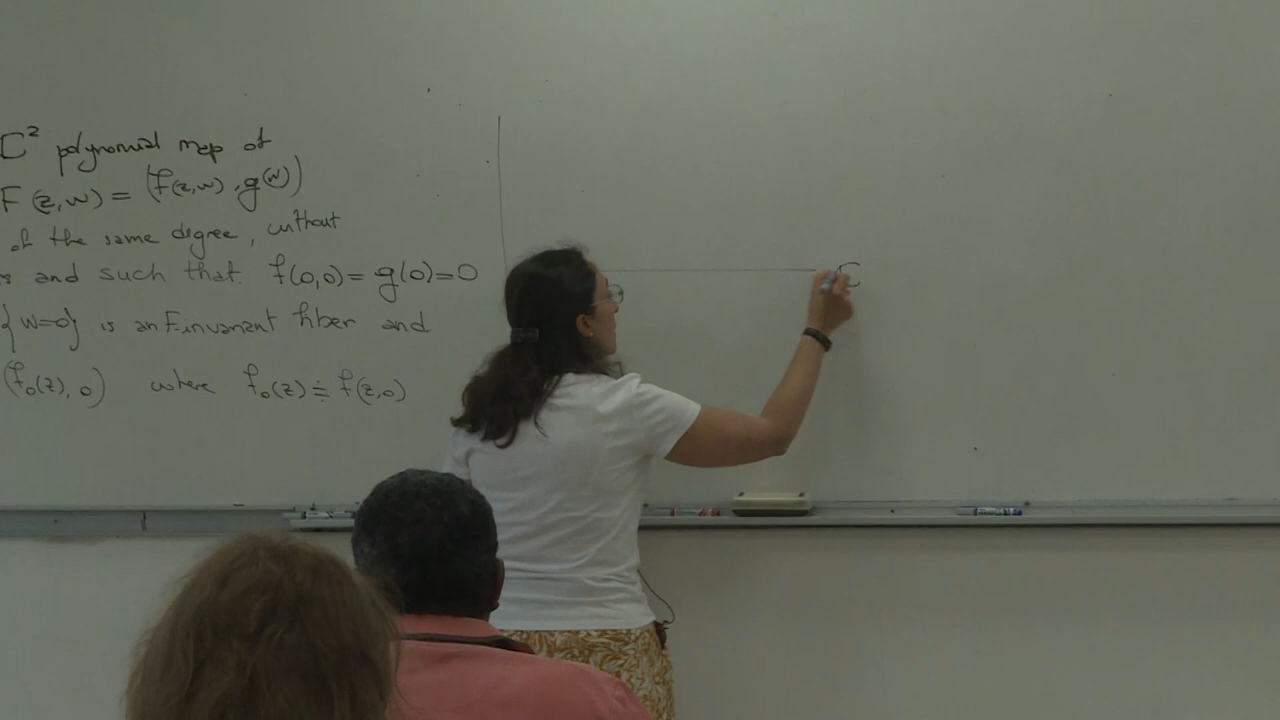 ℂ² polynomial map of
F(z,w) = (f(z,w), g(w))
of the same degree, without
and such that f(0,0) = g(0) = 0
{w=0} is an F invariant fiber and
(f₀(z), 0) where f₀(z) ≐ f(z,0)
ℂ